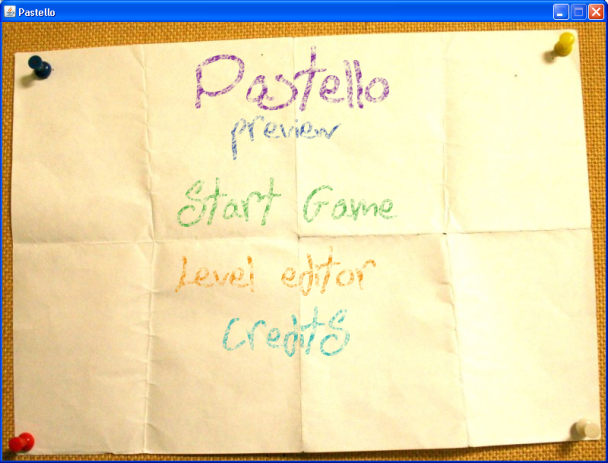 Pastello
Pastello
preview
Start Game
Level editor
Credits